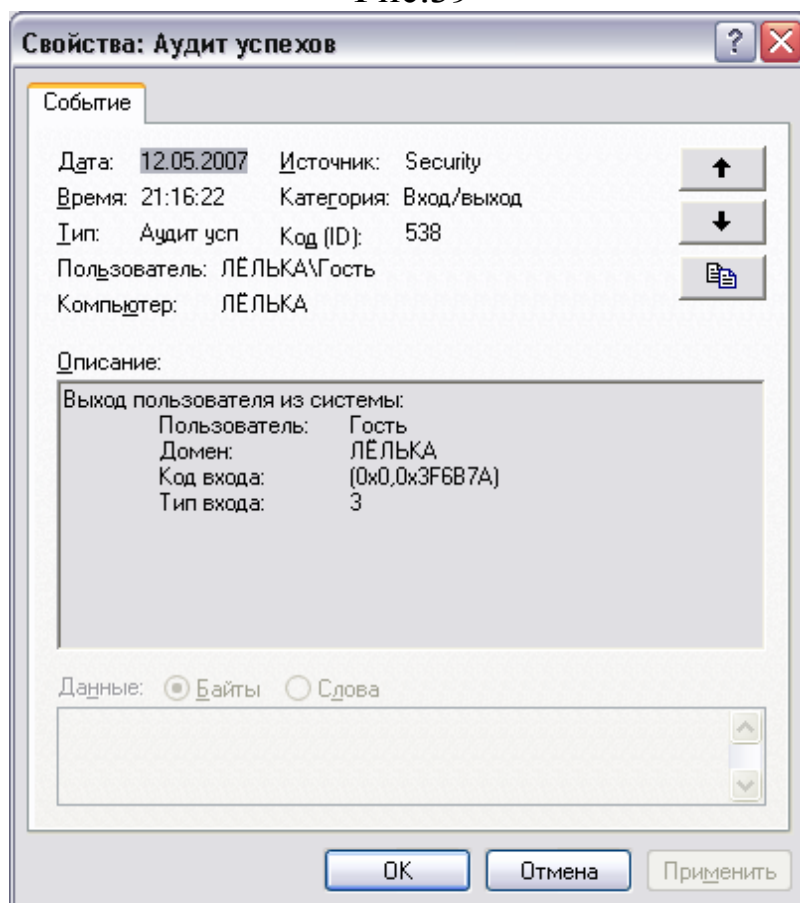 Свойства: Аудит успехов
Событие
Дата: 12.05.2007 Источник: Security
Время: 21:16:22 Категория: Вход/выход
Тип: Аудит усп Код (ID): 538
Пользователь: ЛЁЛЬКА\Гость
Компьютер: ЛЁЛЬКА
Описание:
Выход пользователя из системы:
Пользователь: Гость
Домен: ЛЁЛЬКА
Код входа: (0x0,0x3F6B7A)
Тип входа: 3
Данные: Байты Слова
ОК Отмена Применить